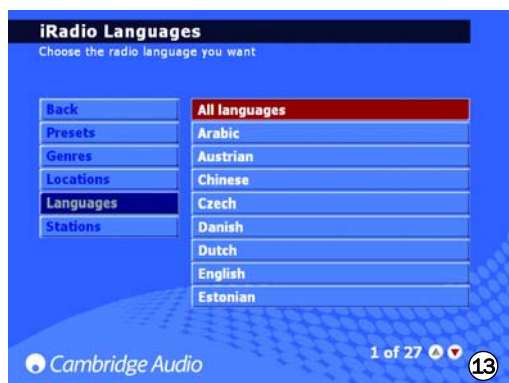 iRadio Languages
Choose the radio language you want
Back
Presets
Genres
Locations
Languages
Stations
All languages
Arabic
Austrian
Chinese
Czech
Danish
Dutch
English
Estonian
Cambridge Audio
1 of 27
13